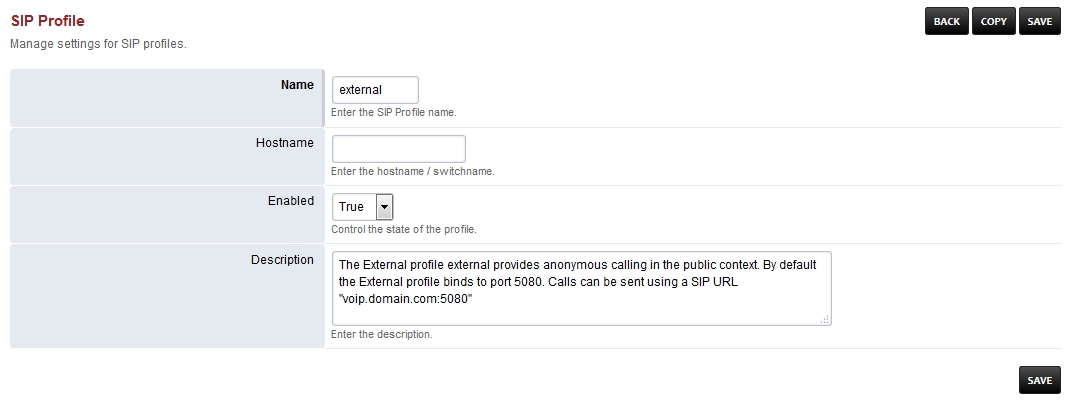 SIP Profile
BACK COPY SAVE
Manage settings for SIP profiles.
Name
external
Enter the SIP Profile name.
Hostname
Enter the hostname / switchname.
Enabled
True
Control the state of the profile.
Description
The External profile external provides anonymous calling in the public context. By default
the External profile binds to port 5080. Calls can be sent using a SIP URL
"voip.domain.com:5080"
Enter the description.
SAVE